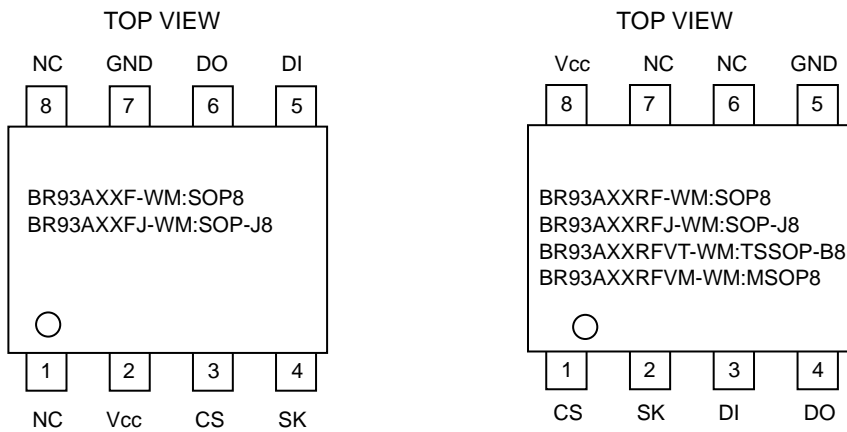 TOP VIEW
NC GND DO DI
8 7 6 5
BR93AXXF-WM:SOP8
BR93AXXFJ-WM:SOP-J8
1 2 3 4
NC Vcc CS SK
TOP VIEW
Vcc NC NC GND
8 7 6 5
BR93AXXRF-WM:SOP8
BR93AXXRFJ-WM:SOP-J8
BR93AXXRFVT-WM:TSSOP-B8
BR93AXXRFVM-WM:MSOP8
1 2 3 4
CS SK DI DO